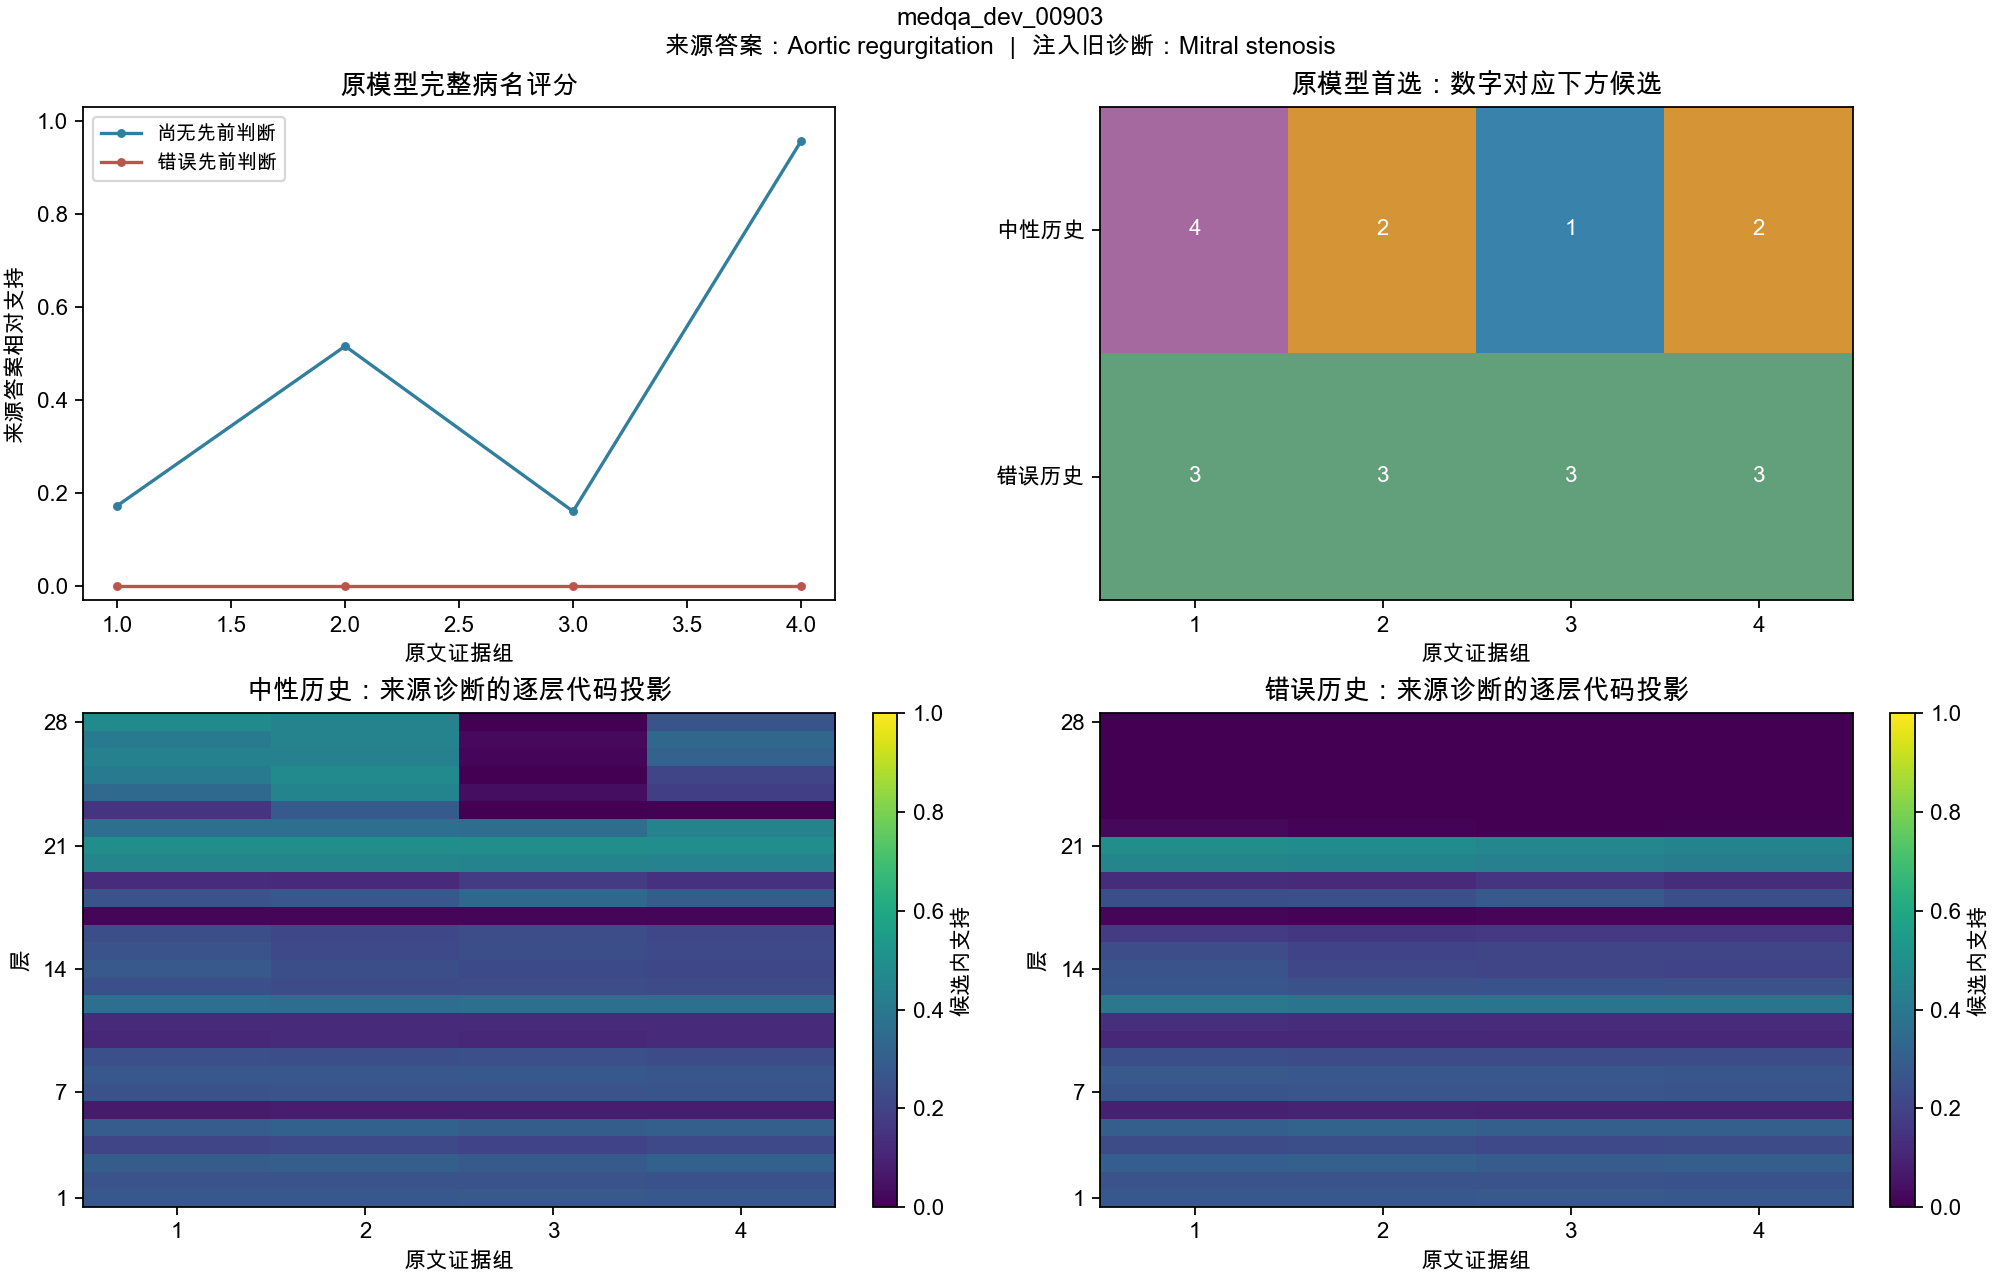 medqa_dev_00903
来源答案：Aortic regurgitation | 注入旧诊断：Mitral stenosis
原模型完整病名评分
1.0
0.8
0.6
0.4
0.2
0.0
来源答案相对支持
尚无先前判断
错误先前判断
1.0 1.5 2.0 2.5 3.0 3.5 4.0
原文证据组
原模型首选：数字对应下方候选
中性历史
4 2 1 2
错误历史
3 3 3 3
1 2 3 4
原文证据组
中性历史：来源诊断的逐层代码投影
28
21
14
7
1
层
1 2 3 4
原文证据组
1.0
0.8
0.6
0.4
0.2
0.0
候选内支持
错误历史：来源诊断的逐层代码投影
28
21
14
7
1
层
1 2 3 4
原文证据组
1.0
0.8
0.6
0.4
0.2
0.0
候选内支持